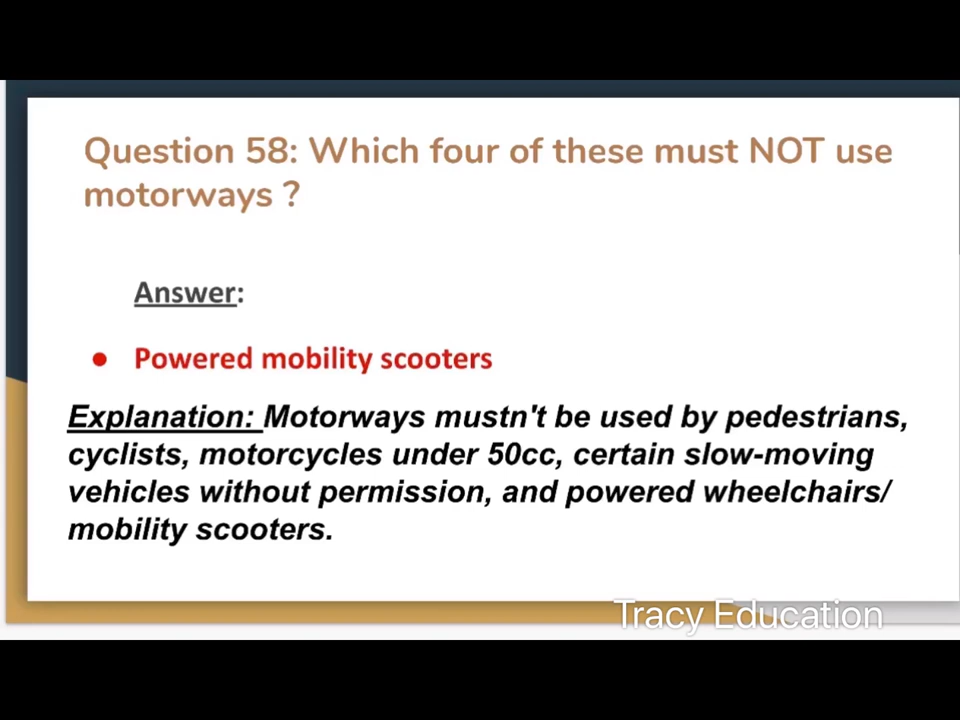 Question 58: Which four of these must NOT use
motorways ?
Answer:
● Powered mobility scooters
Explanation: Motorways mustn't be used by pedestrians,
cyclists, motorcycles under 50cc, certain slow-moving
vehicles without permission, and powered wheelchairs/
mobility scooters.
Tracy Education